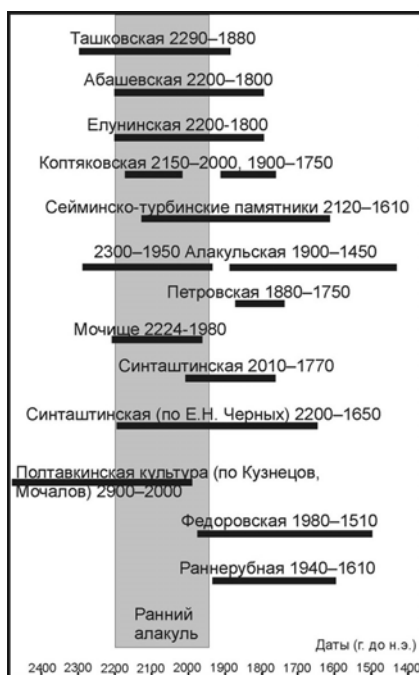 Ташковская 2290–1880
Абашевская 2200–1800
Елунинская 2200-1800
Коптяковская 2150–2000, 1900–1750
Сейминско-турбинские памятники 2120–1610
2300–1950 Алакульская 1900–1450
Петровская 1880–1750
Мочище 2224-1980
Синташтинская 2010–1770
Синташтинская (по Е.Н. Черных) 2200–1650
Полтавкинская культура (по Кузнецов,
Мочалов) 2900–2000
Федоровская 1980–1510
Раннерубная 1940–1610
Ранний
алакуль
Даты (г. до н.э.)
2400 2300 2200 2100 2000 1900 1800 1700 1600 1500 1400